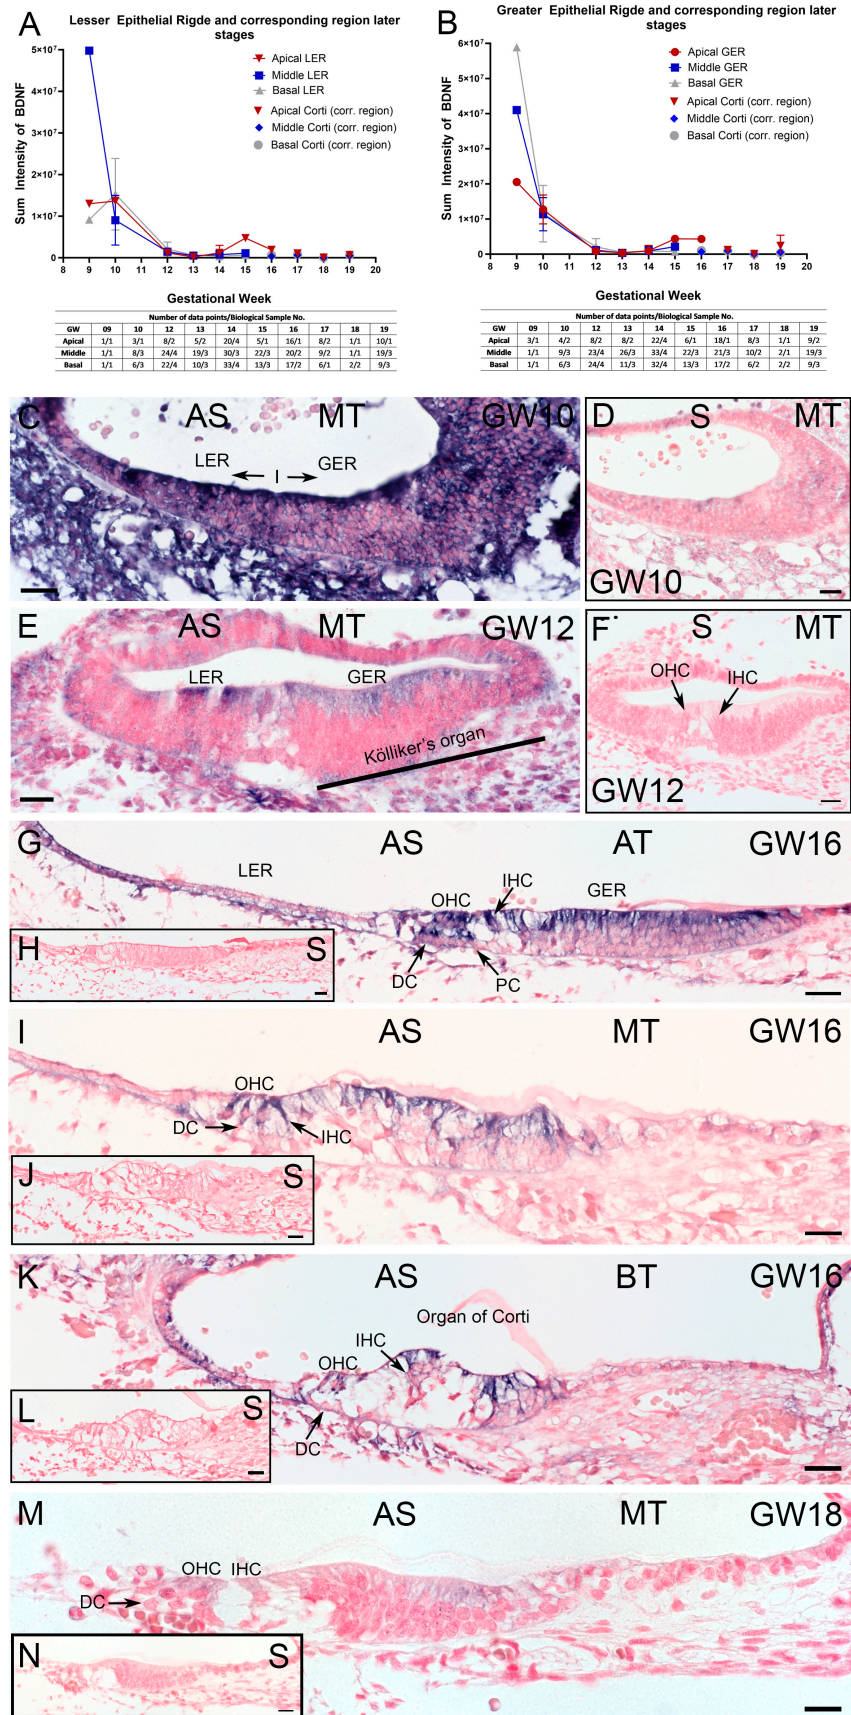 A
Lesser Epithelial Rigde and corresponding region later
stages
5×10⁷
4×10⁷
3×10⁷
2×10⁷
1×10⁷
0
Sum Intensity of BDNF
Apical LER
Middle LER
Basal LER
Apical Corti (corr. region)
Middle Corti (corr. region)
Basal Corti (corr. region)
8 9 10 11 12 13 14 15 16 17 18 19 20
Gestational Week
Number of data points/Biological Sample No.
GW 09 10 12 13 14 15 16 17 18 19
Apical 1/1 3/1 8/2 5/2 20/4 5/1 16/1 8/2 1/1 10/1
Middle 1/1 8/3 24/4 19/3 30/3 22/3 20/2 9/2 1/1 19/3
Basal 1/1 6/3 22/4 10/3 33/4 13/3 17/2 6/1 2/2 9/3
B
Greater Epithelial Rigde and corresponding region later
stages
6×10⁷
5×10⁷
4×10⁷
3×10⁷
2×10⁷
1×10⁷
0
Sum Intensity of BDNF
Apical GER
Middle GER
Basal GER
Apical Corti (corr. region)
Middle Corti (corr. region)
Basal Corti (corr. region)
8 9 10 11 12 13 14 15 16 17 18 19 20
Gestational Week
Number of data points/Biological Sample No.
GW 09 10 12 13 14 15 16 17 18 19
Apical 3/1 4/2 8/2 8/2 22/4 6/1 18/1 8/3 1/1 9/2
Middle 1/1 9/3 23/4 26/3 33/4 22/3 21/3 10/2 2/1 19/3
Basal 1/1 6/3 24/4 11/3 32/4 13/3 17/2 6/2 2/2 9/3
C AS MT GW10
LER I GER
D S MT
GW10
E AS MT GW12
LER GER
Kölliker's organ
F S MT
OHC IHC
GW12
G AS AT GW16
LER OHC IHC GER
DC PC
H S
I AS MT GW16
OHC
DC IHC
J S
K AS BT GW16
Organ of Corti
IHC
OHC
DC
L S
M AS MT GW18
OHC IHC
DC
N S